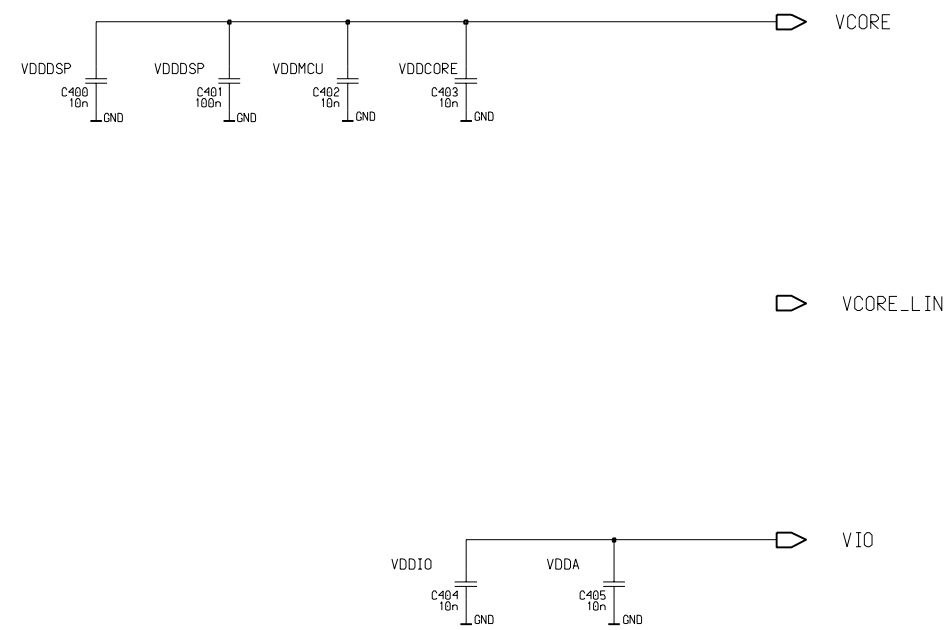 VCORE
VDDDSP VDDDSP VDDMCU VDDCORE
C400 C401 C402 C403
10n 100n 10n 10n
GND GND GND GND
VCORE_LIN
VIO
VDDIO VDDA
C404 C405
10n 10n
GND GND